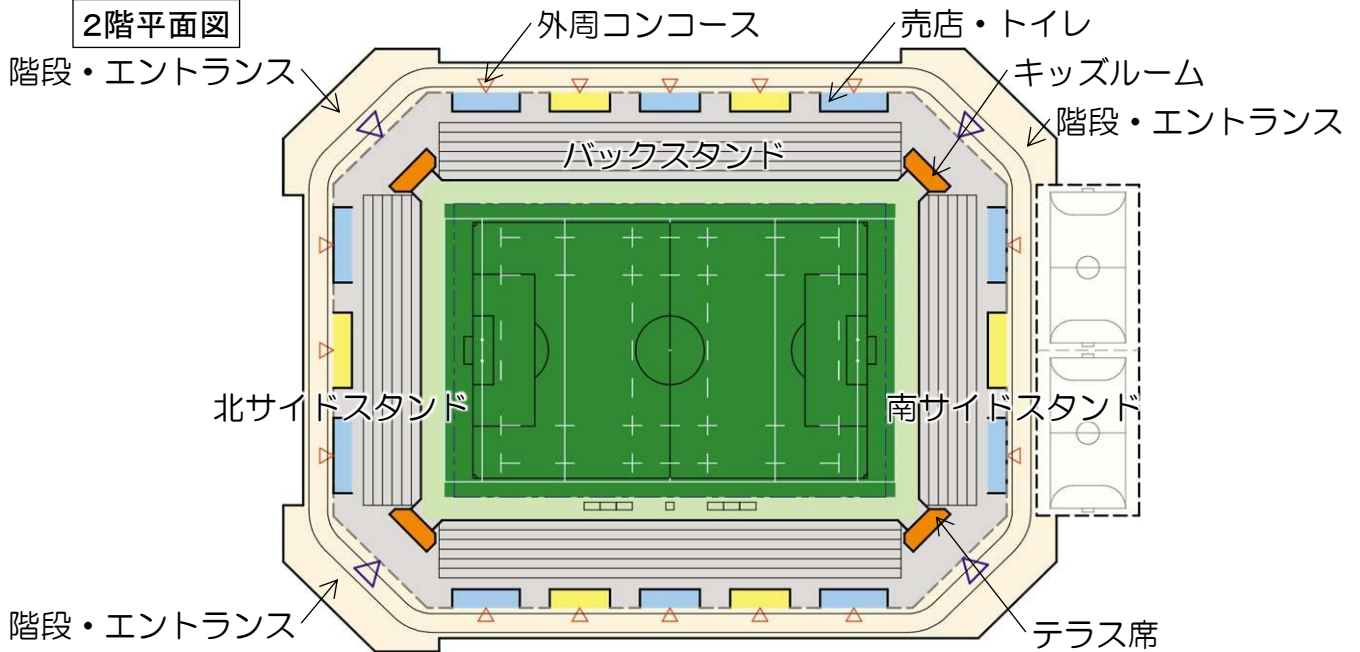 2階平面図
外周コンコース
売店・トイレ
階段・エントランス
キッズルーム
階段・エントランス
バックスタンド
北サイドスタンド
南サイドスタンド
階段・エントランス
テラス席